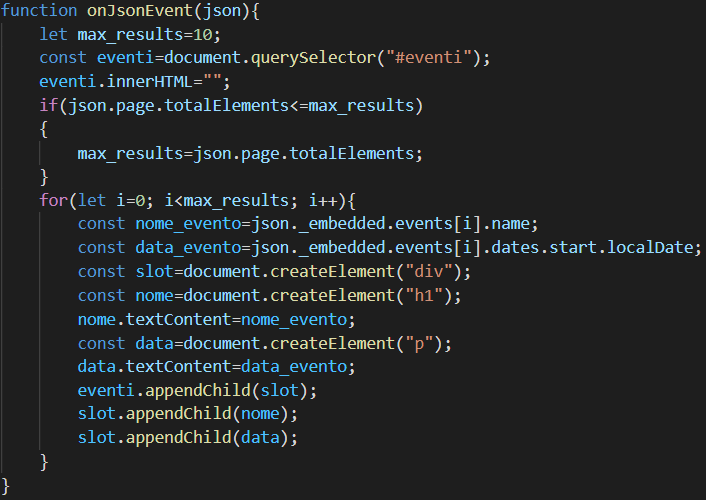 function onJsonEvent(json){
    let max_results=10;
    const eventi=document.querySelector("#eventi");
    eventi.innerHTML="";
    if(json.page.totalElements<=max_results)
    {
        max_results=json.page.totalElements;
    }
    for(let i=0; i<max_results; i++){
        const nome_evento=json._embedded.events[i].name;
        const data_evento=json._embedded.events[i].dates.start.localDate;
        const slot=document.createElement("div");
        const nome=document.createElement("h1");
        nome.textContent=nome_evento;
        const data=document.createElement("p");
        data.textContent=data_evento;
        eventi.appendChild(slot);
        slot.appendChild(nome);
        slot.appendChild(data);
    }
}